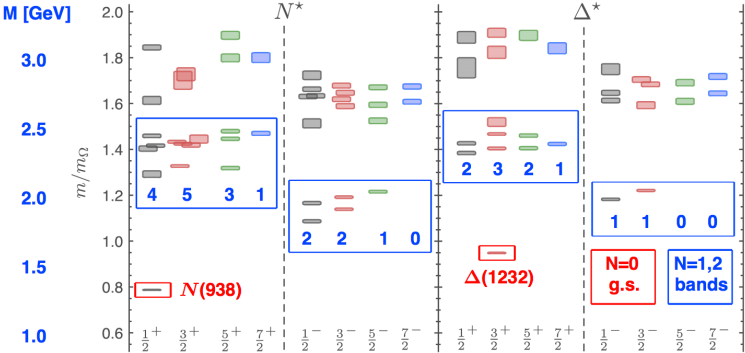 M [GeV]
2.0
N*
Δ*
1.8
3.0
1.6
2.5
1.4
m/mΩ
4 5 3 1
2 3 2 1
2.0
1.2
2 2 1 0
1 1 0 0
1.0
1.5
N(938)
Δ(1232)
N=0
g.s.
N=1,2
bands
0.8
1.0
0.6
1/2+ 3/2+ 5/2+ 7/2+ 1/2− 3/2− 5/2− 7/2− 1/2+ 3/2+ 5/2+ 7/2+ 1/2− 3/2− 5/2− 7/2−